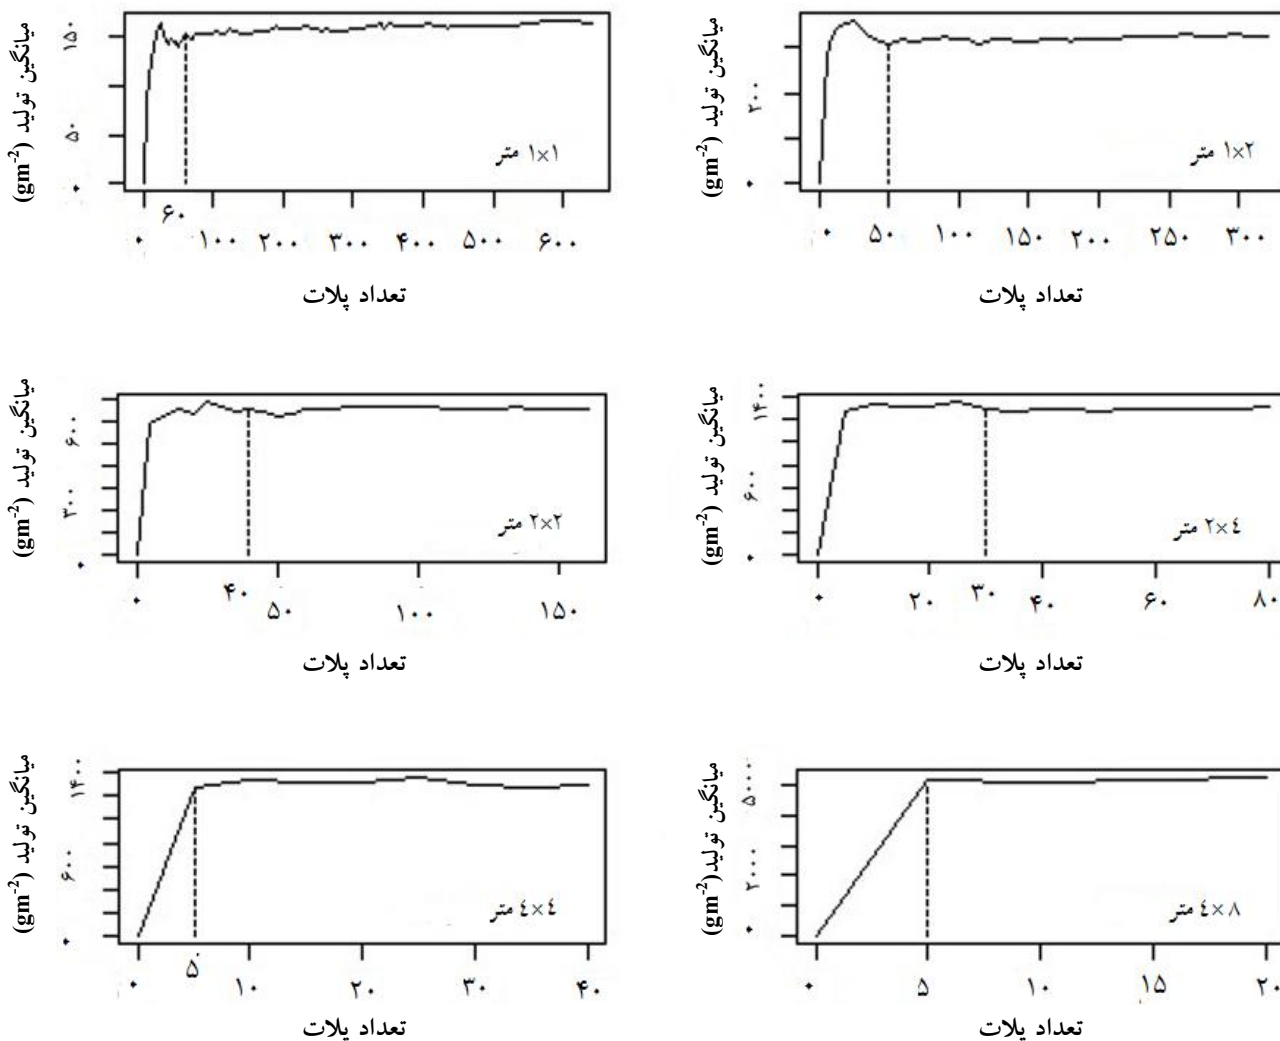 میانگین تولید (gm⁻²)
۱۵۰
۵۰
۰
۱×۱ متر
۶۰
۰ ۱۰۰ ۲۰۰ ۳۰۰ ۴۰۰ ۵۰۰ ۶۰۰
تعداد پلات
میانگین تولید (gm⁻²)
۲۰۰
۰
۱×۲ متر
۰ ۵۰ ۱۰۰ ۱۵۰ ۲۰۰ ۲۵۰ ۳۰۰
تعداد پلات
میانگین تولید (gm⁻²)
۶۰۰
۳۰۰
۰
۲×۲ متر
۰ ۴۰ ۵۰ ۱۰۰ ۱۵۰
تعداد پلات
میانگین تولید (gm⁻²)
۱۴۰۰
۶۰۰
۰
۲×٤ متر
۰ ۲۰ ۳۰ ۴۰ ۶۰ ۸۰
تعداد پلات
میانگین تولید (gm⁻²)
۱۴۰۰
۶۰۰
۰
٤×٤ متر
۰ ۵ ۱۰ ۲۰ ۳۰ ۴۰
تعداد پلات
میانگین تولید (gm⁻²)
۵۰۰۰
۲۰۰۰
۰
٤×۸ متر
۰ ۵ ۱۰ ۱۵ ۲۰
تعداد پلات